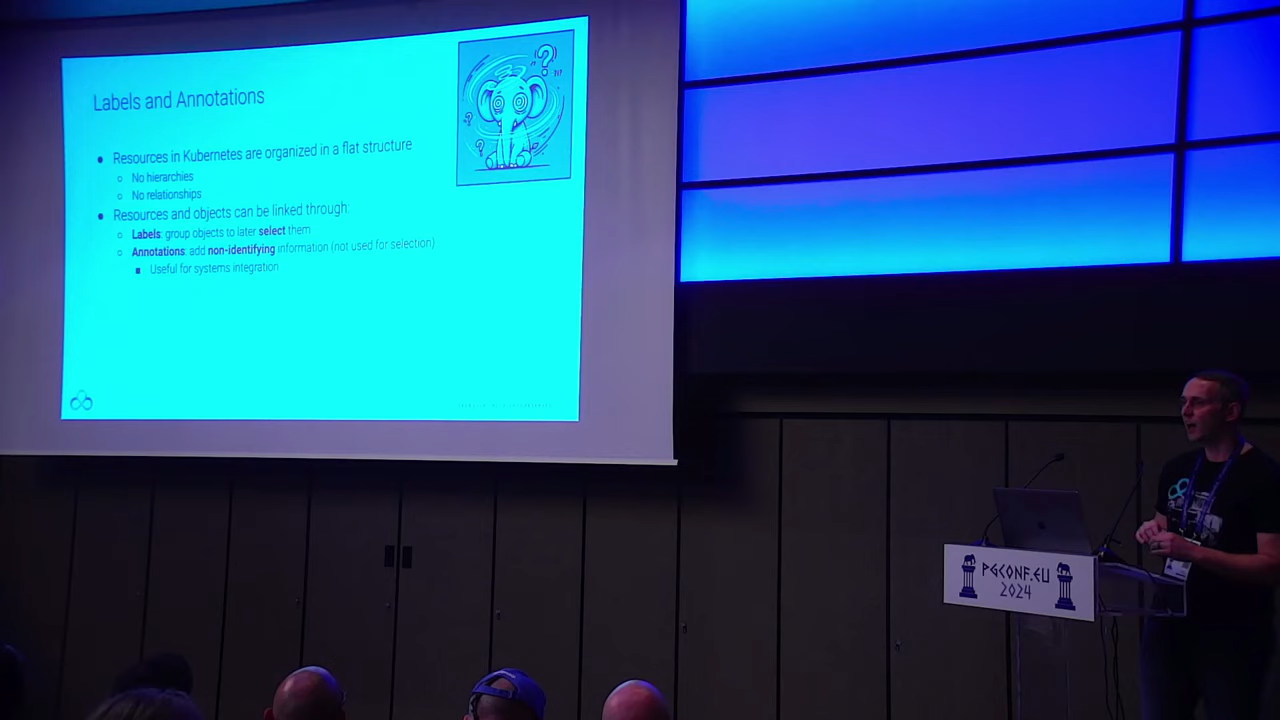 Labels and Annotations
● Resources in Kubernetes are organized in a flat structure
○ No hierarchies
○ No relationships
● Resources and objects can be linked through:
○ Labels: group objects to later select them
○ Annotations: add non-identifying information (not used for selection)
■ Useful for systems integration
PGCONF.EU
2024